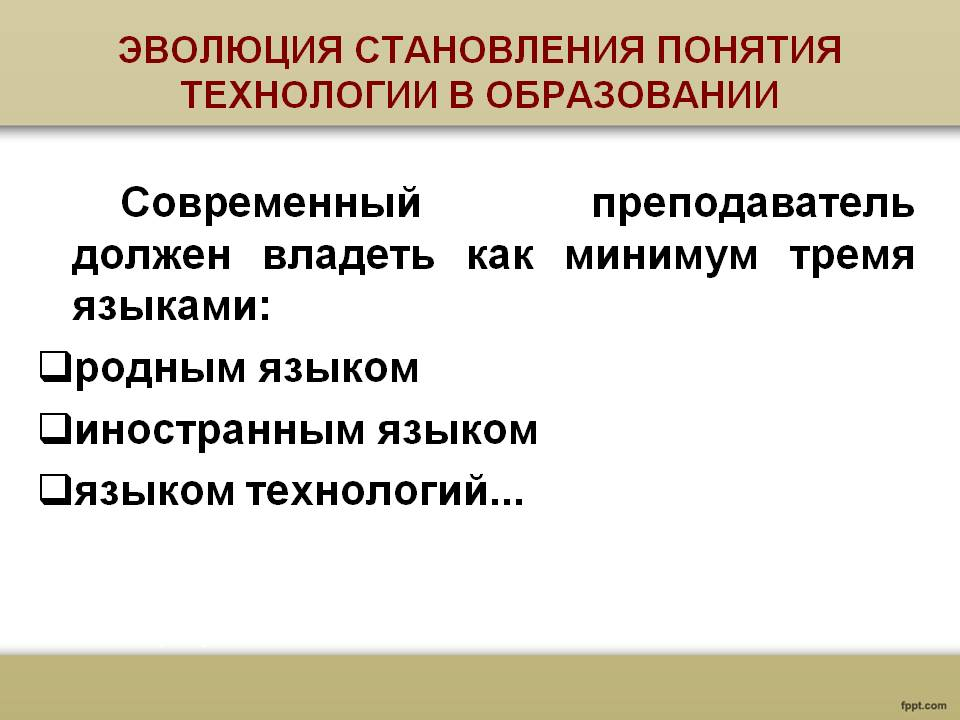 ЭВОЛЮЦИЯ СТАНОВЛЕНИЯ ПОНЯТИЯ
ТЕХНОЛОГИИ В ОБРАЗОВАНИИ
Современный преподаватель
должен владеть как минимум тремя
языками:
❑родным языком
❑иностранным языком
❑языком технологий...
fppt.com